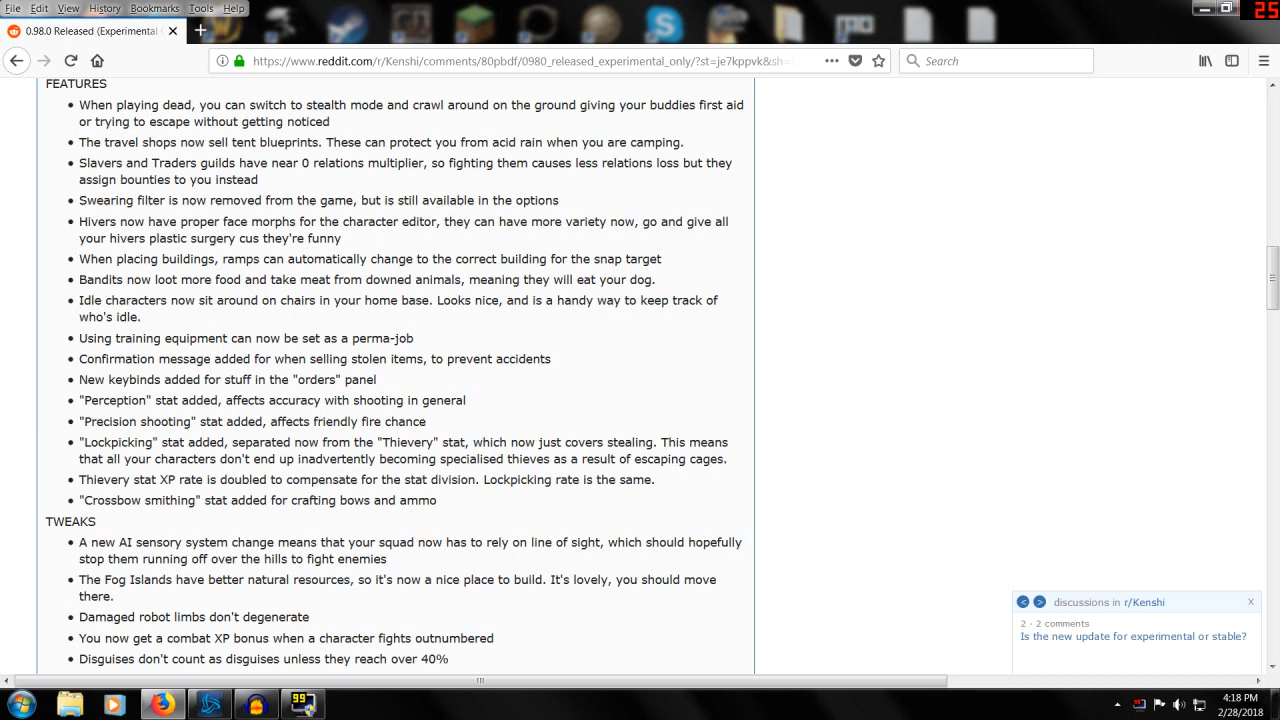 File Edit View History Bookmarks Tools Help
25
0.98.0 Released (Experimental
https://www.reddit.com/r/Kenshi/comments/80pbdf/0980_released_experimental_only/?st=je7kppvk&sh=
Search
FEATURES
• When playing dead, you can switch to stealth mode and crawl around on the ground giving your buddies first aid
or trying to escape without getting noticed
• The travel shops now sell tent blueprints. These can protect you from acid rain when you are camping.
• Slavers and Traders guilds have near 0 relations multiplier, so fighting them causes less relations loss but they
assign bounties to you instead
• Swearing filter is now removed from the game, but is still available in the options
• Hivers now have proper face morphs for the character editor, they can have more variety now, go and give all
your hivers plastic surgery cus they're funny
• When placing buildings, ramps can automatically change to the correct building for the snap target
• Bandits now loot more food and take meat from downed animals, meaning they will eat your dog.
• Idle characters now sit around on chairs in your home base. Looks nice, and is a handy way to keep track of
who's idle.
• Using training equipment can now be set as a perma-job
• Confirmation message added for when selling stolen items, to prevent accidents
• New keybinds added for stuff in the "orders" panel
• "Perception" stat added, affects accuracy with shooting in general
• "Precision shooting" stat added, affects friendly fire chance
• "Lockpicking" stat added, separated now from the "Thievery" stat, which now just covers stealing. This means
that all your characters don't end up inadvertently becoming specialised thieves as a result of escaping cages.
• Thievery stat XP rate is doubled to compensate for the stat division. Lockpicking rate is the same.
• "Crossbow smithing" stat added for crafting bows and ammo
TWEAKS
• A new AI sensory system change means that your squad now has to rely on line of sight, which should hopefully
stop them running off over the hills to fight enemies
• The Fog Islands have better natural resources, so it's now a nice place to build. It's lovely, you should move
there.
• Damaged robot limbs don't degenerate
• You now get a combat XP bonus when a character fights outnumbered
• Disguises don't count as disguises unless they reach over 40%
discussions in r/Kenshi X
2 · 2 comments
Is the new update for experimental or stable?
99
4:18 PM
2/28/2018